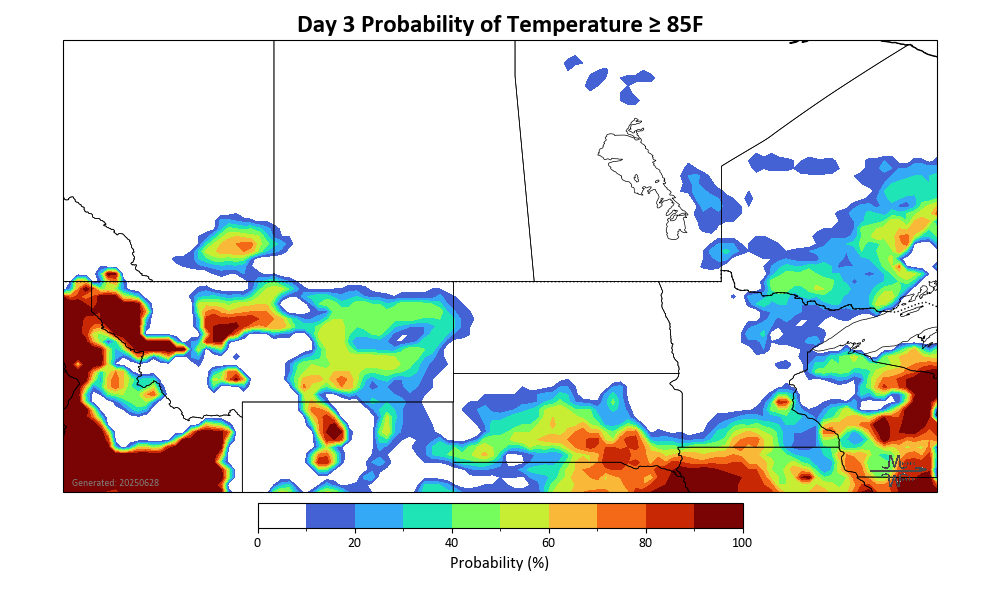 Day 3 Probability of Temperature ≥ 85F
Generated: 20250628
0 20 40 60 80 100
Probability (%)